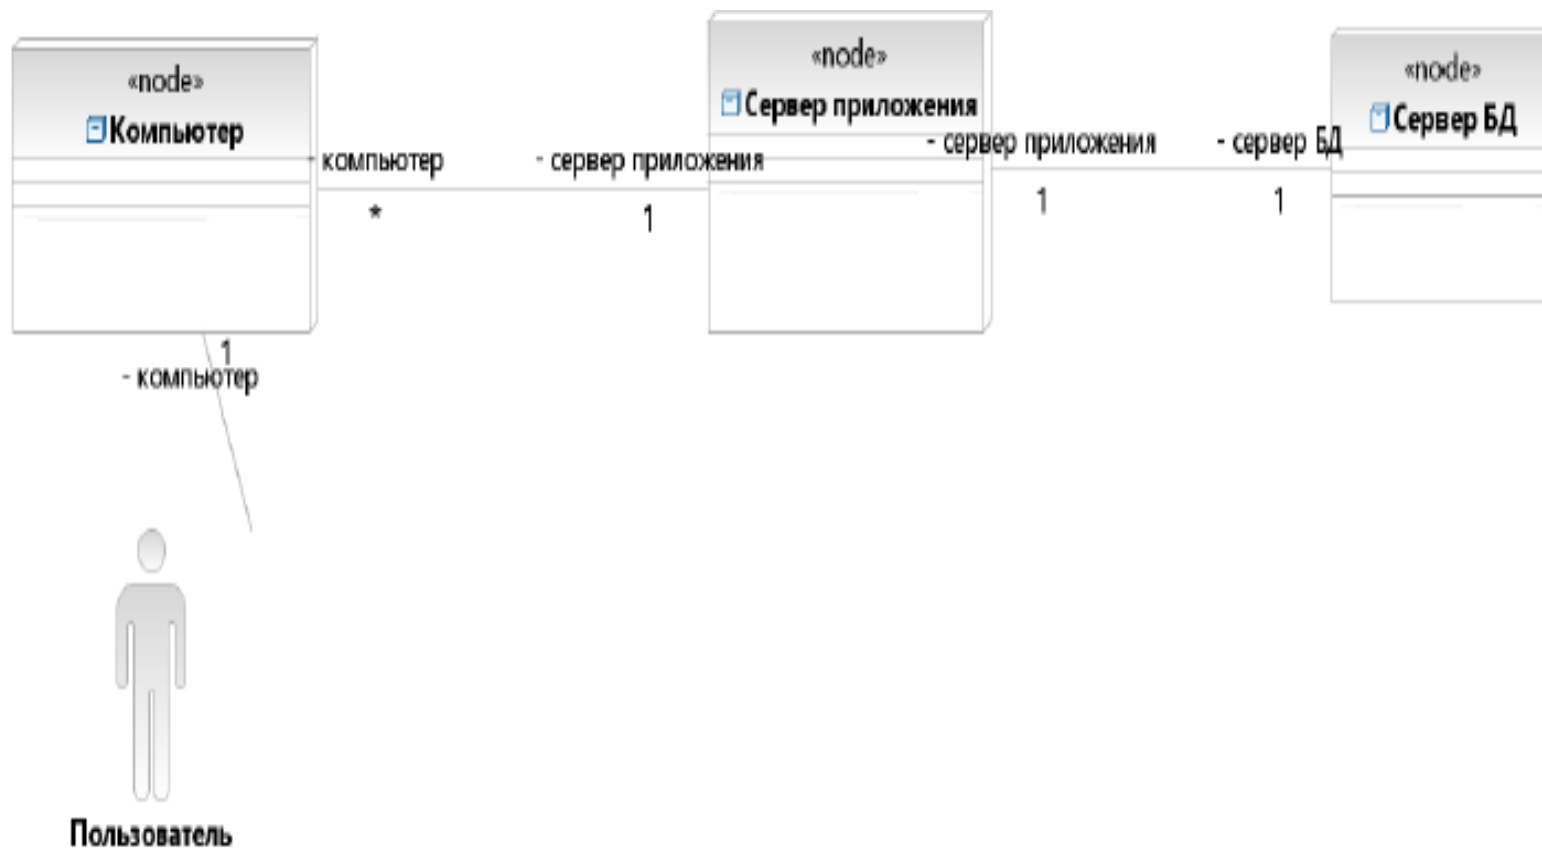 «node»
Компьютер
- компьютер
*
- сервер приложения
1
«node»
Сервер приложения
- сервер приложения
1
- сервер БД
1
«node»
Сервер БД
1
- компьютер
Пользователь